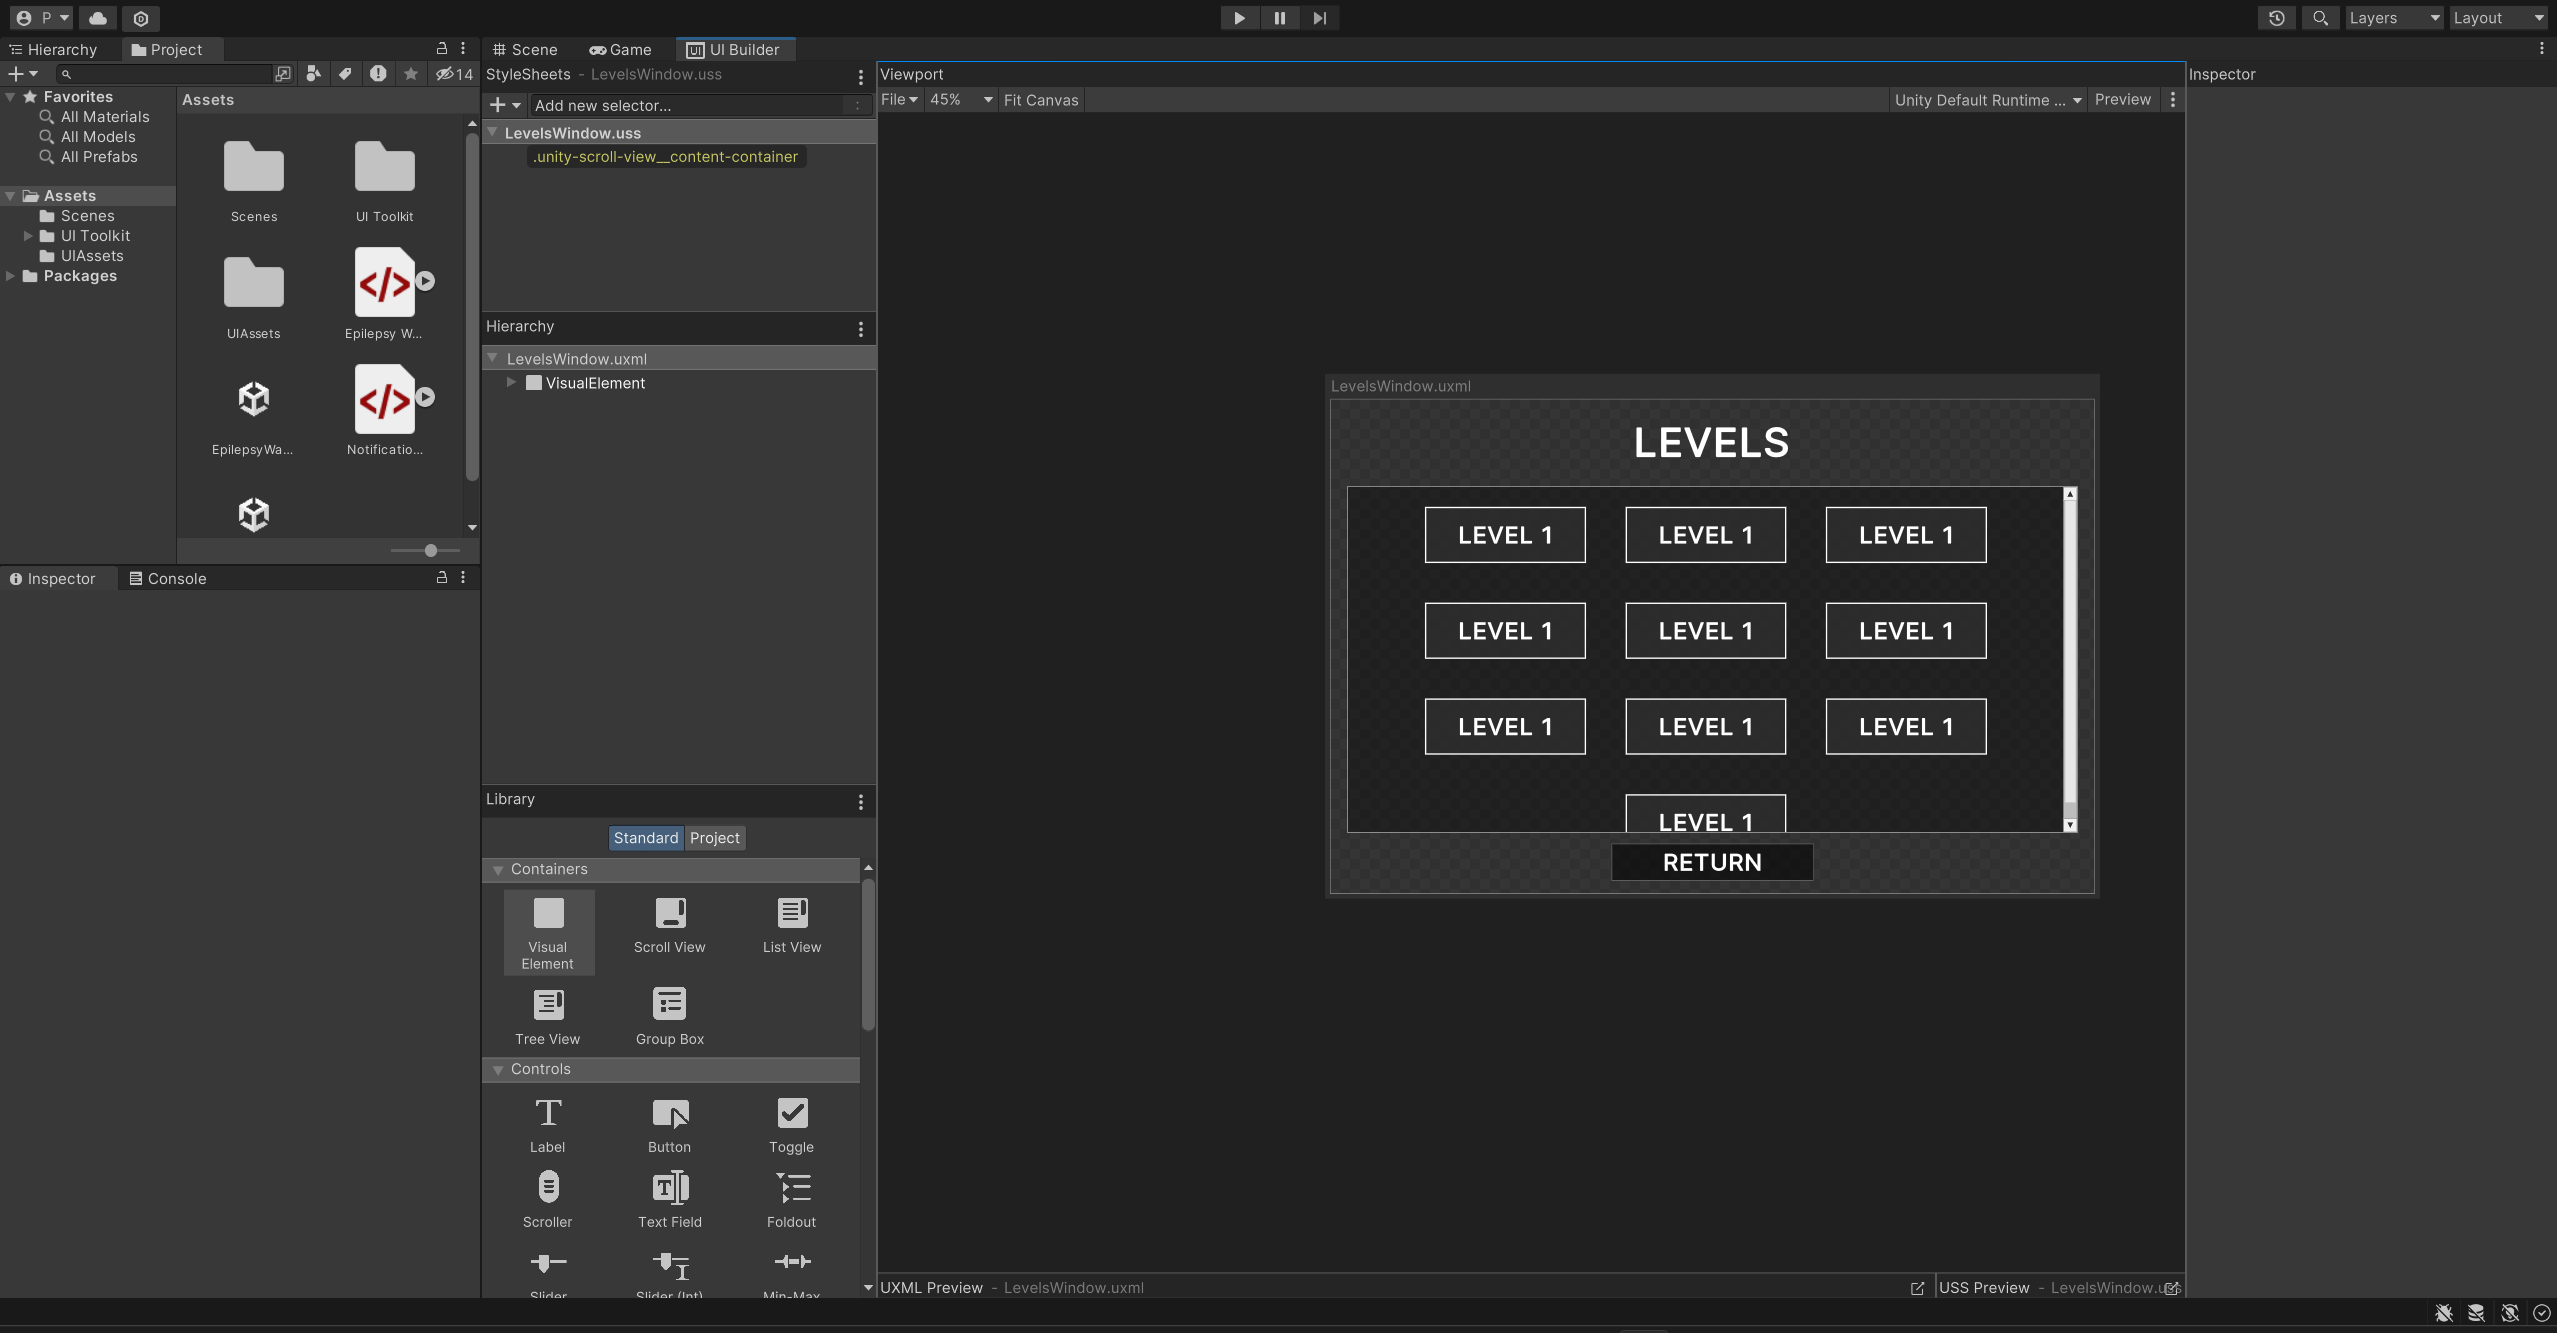 P
Layers
Layout
Hierarchy
Project
14
Favorites
All Materials
All Models
All Prefabs
Assets
Scenes
UI Toolkit
UIAssets
Packages
Assets
Scenes
UI Toolkit
UIAssets
Epilepsy W...
EpilepsyWa...
Notificatio...
Inspector
Console
Scene
Game
UI Builder
StyleSheets - LevelsWindow.uss
Add new selector...
LevelsWindow.uss
.unity-scroll-view__content-container
Hierarchy
LevelsWindow.uxml
VisualElement
Library
Standard
Project
Containers
Visual
Element
Scroll View
List View
Tree View
Group Box
Controls
Label
Button
Toggle
Scroller
Text Field
Foldout
Slider
Slider (Int)
Min-Max
Viewport
File
45%
Fit Canvas
Unity Default Runtime ...
Preview
LevelsWindow.uxml
LEVELS
LEVEL 1
LEVEL 1
LEVEL 1
LEVEL 1
LEVEL 1
LEVEL 1
LEVEL 1
LEVEL 1
LEVEL 1
LEVEL 1
RETURN
UXML Preview - LevelsWindow.uxml
USS Preview - LevelsWindow.uss
Inspector